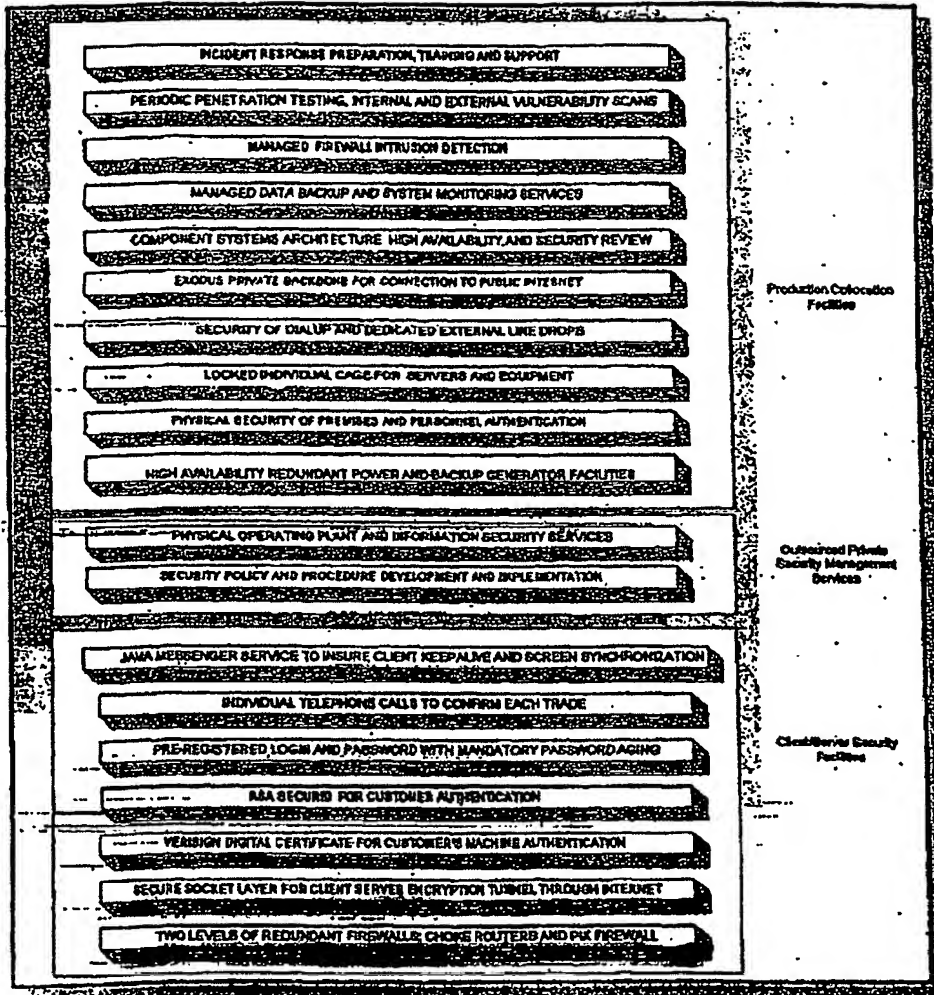 INCIDENT RESPONSE PREPARATION, TRAINING AND SUPPORT
PERIODIC PENETRATION TESTING, INTERNAL AND EXTERNAL VULNERABILITY SCANS
MANAGED FIREWALL INTRUSION DETECTION
MANAGED DATA BACKUP AND SYSTEM MONITORING SERVICES
COMPONENT SYSTEMS ARCHITECTURE HIGH AVAILABILITY AND SECURITY REVIEW
EXODUS PRIVATE BACKBONE FOR CONNECTION TO PUBLIC INTERNET
Production Colocation
Facilities
SECURITY OF DIALUP AND DEDICATED EXTERNAL LINE DROPS
LOCKED INDIVIDUAL CAGE FOR SERVERS AND EQUIPMENT
PHYSICAL SECURITY OF PREMISES AND PERSONNEL AUTHENTICATION
HIGH AVAILABILITY REDUNDANT POWER AND BACKUP GENERATOR FACILITIES
PHYSICAL OPERATING PLANT AND INFORMATION SECURITY SERVICES
SECURITY POLICY AND PROCEDURE DEVELOPMENT AND IMPLEMENTATION
Outsourced Private
Security Management
Services
JAVA MESSENGER SERVICE TO INSURE CLIENT KEEPALIVE AND SCREEN SYNCHRONIZATION
INDIVIDUAL TELEPHONE CALLS TO CONFIRM EACH TRADE
PRE-REGISTERED LOGIN AND PASSWORD WITH MANDATORY PASSWORD AGING
Client/Server Security
Facilities
RSA SECURID FOR CUSTOMER AUTHENTICATION
VERISIGN DIGITAL CERTIFICATE FOR CUSTOMER'S MACHINE AUTHENTICATION
SECURE SOCKET LAYER FOR CLIENT SERVER ENCRYPTION TUNNEL THROUGH INTERNET
TWO LEVELS OF REDUNDANT FIREWALLS; CHOKE ROUTERS AND PIX FIREWALL